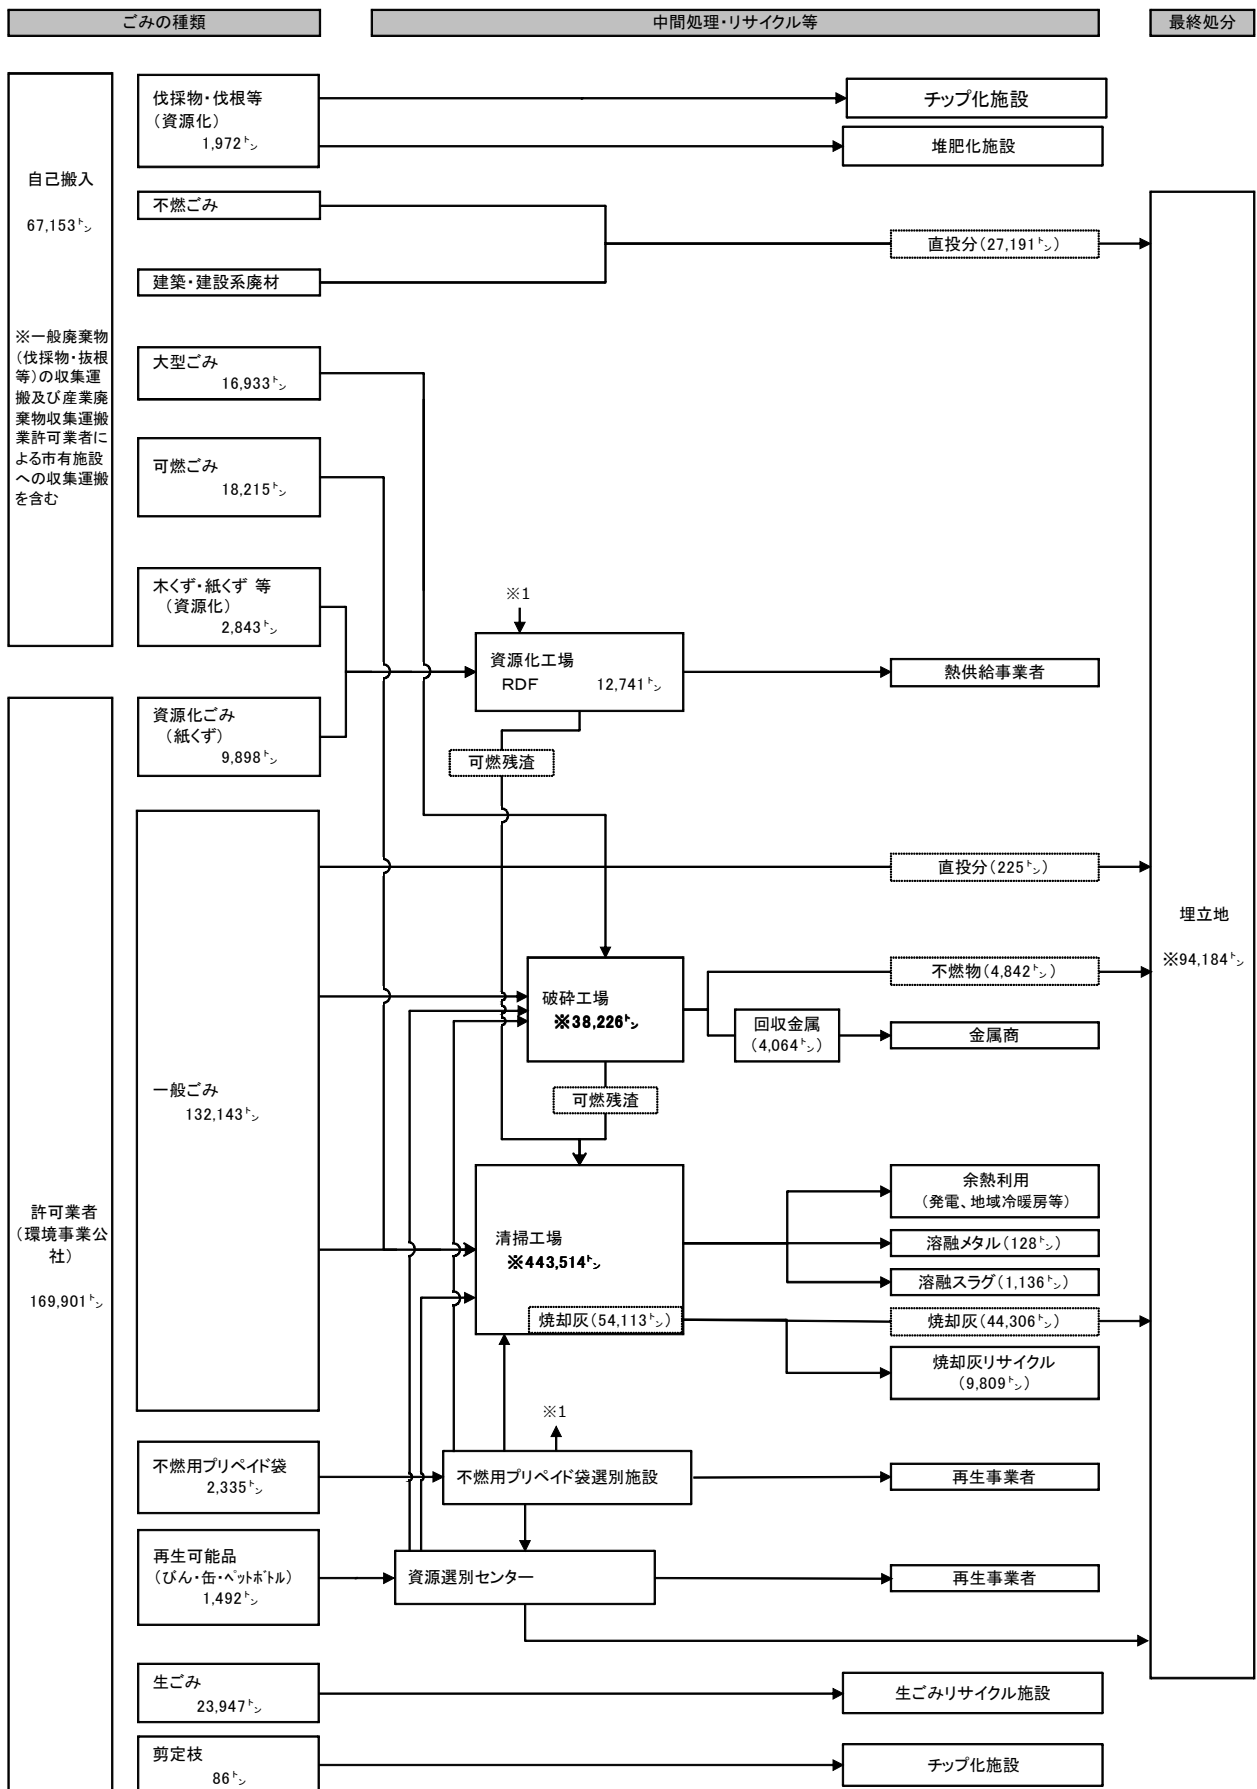 ごみの種類
中間処理・リサイクル等
最終処分
自己搬入
67,153㌧
※一般廃棄物
(伐採物・抜根
等)の収集運
搬及び産業廃
棄物収集運搬
業許可業者に
よる市有施設
への収集運搬
を含む
伐採物・伐根等
(資源化)
1,972㌧
チップ化施設
堆肥化施設
不燃ごみ
直投分(27,191㌧)
建築・建設系廃材
大型ごみ
16,933㌧
可燃ごみ
18,215㌧
木くず・紙くず 等
(資源化)
2,843㌧
※1
資源化工場
RDF 12,741㌧
熱供給事業者
資源化ごみ
(紙くず)
9,898㌧
可燃残渣
許可業者
(環境事業公
社)
169,901㌧
一般ごみ
132,143㌧
直投分(225㌧)
埋立地
※94,184㌧
破砕工場
※38,226㌧
不燃物(4,842㌧)
回収金属
(4,064㌧)
金属商
可燃残渣
清掃工場
※443,514㌧
焼却灰(54,113㌧)
余熱利用
(発電、地域冷暖房等)
溶融メタル(128㌧)
溶融スラグ(1,136㌧)
焼却灰(44,306㌧)
焼却灰リサイクル
(9,809㌧)
※1
不燃用プリペイド袋
2,335㌧
不燃用プリペイド袋選別施設
再生事業者
再生可能品
(びん・缶・ペットボトル)
1,492㌧
資源選別センター
再生事業者
生ごみ
23,947㌧
生ごみリサイクル施設
剪定枝
86㌧
チップ化施設